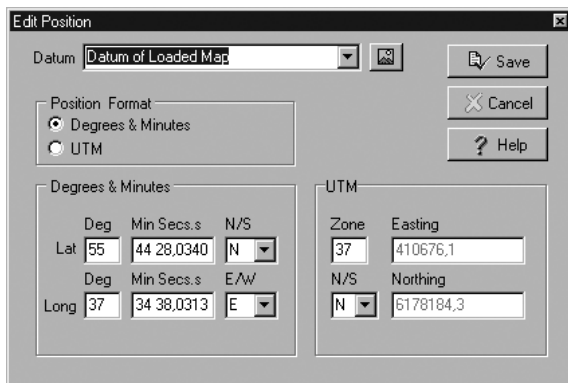 Edit Position
Datum Datum of Loaded Map
Save
Position Format
Degrees & Minutes
UTM
Cancel
? Help
Degrees & Minutes
Deg Min Secs.s N/S
Lat 55 44 28,0340 N
Deg Min Secs.s E/W
Long 37 34 38,0313 E
UTM
Zone Easting
37 410676,1
N/S Northing
N 6178184,3